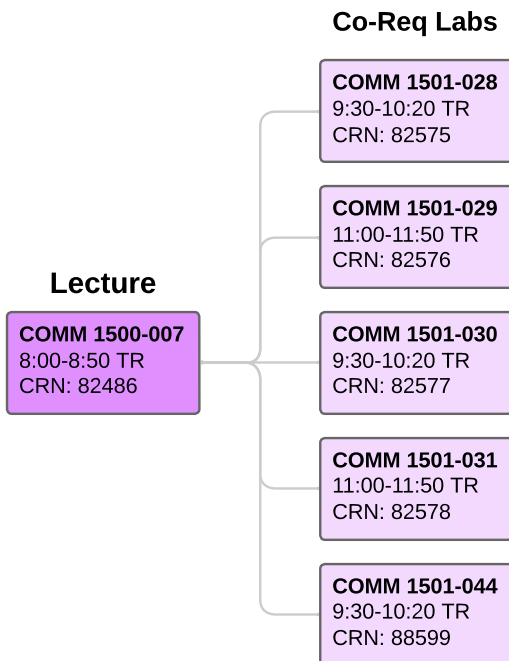 Co-Req Labs
COMM 1501-028
9:30-10:20 TR
CRN: 82575
COMM 1501-029
11:00-11:50 TR
CRN: 82576
Lecture
COMM 1500-007
8:00-8:50 TR
CRN: 82486
COMM 1501-030
9:30-10:20 TR
CRN: 82577
COMM 1501-031
11:00-11:50 TR
CRN: 82578
COMM 1501-044
9:30-10:20 TR
CRN: 88599